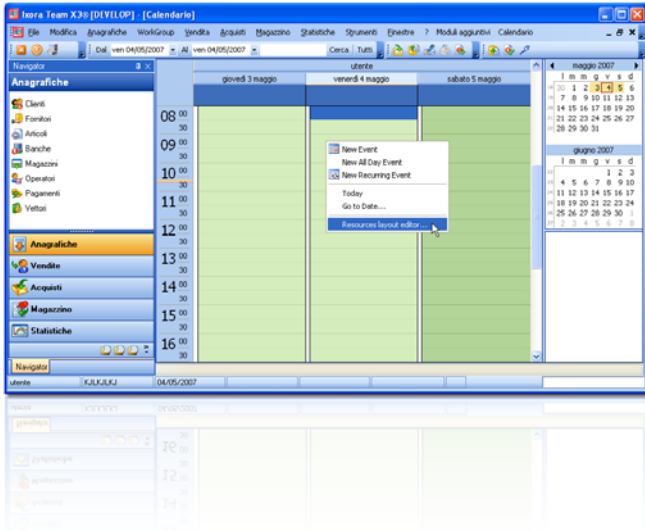 Ixora Team X3® [DEVELOP] - [Calendario]
File Modifica Anagrafiche WorkGroup Vendita Acquisti Magazzino Statistiche Strumenti Finestre ? Moduli aggiuntivi Calendario
Dal ven 04/05/2007 Al ven 04/05/2007 Cerca Tutti
Navigator
Anagrafiche
Clienti
Fornitori
Articoli
Banche
Magazzini
Operatori
Pagamenti
Vettori
Anagrafiche
Vendite
Acquisti
Magazzino
Statistiche
Navigator
utente
giovedì 3 maggio venerdì 4 maggio sabato 5 maggio
08 00
30
09 00
30
10 00
30
11 00
30
12 00
30
13 00
30
14 00
30
15 00
30
16 00
30
New Event
New All Day Event
New Recurring Event
Today
Go to Date...
Resources layout editor...
maggio 2007
l m m g v s d
30 1 2 3 4 5 6
7 8 9 10 11 12 13
14 15 16 17 18 19 20
21 22 23 24 25 26 27
28 29 30 31
giugno 2007
l m m g v s d
1 2 3
4 5 6 7 8 9 10
11 12 13 14 15 16 17
18 19 20 21 22 23 24
25 26 27 28 29 30 1
2 3 4 5 6 7 8
utente KJLKJLKJ 04/05/2007